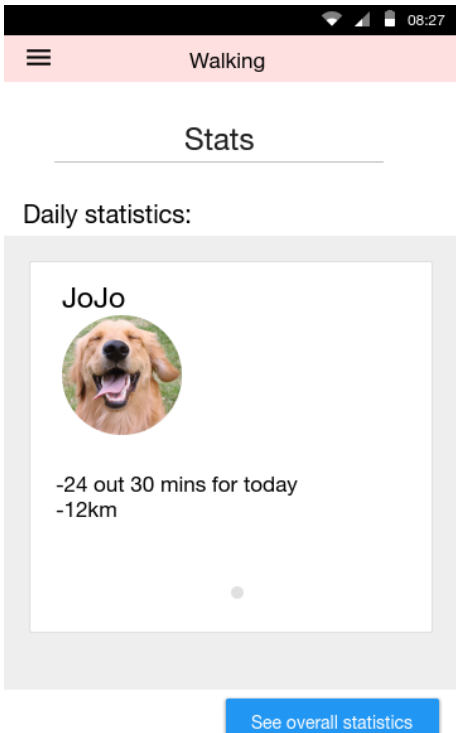 08:27
Walking
Stats
Daily statistics:
JoJo
-24 out 30 mins for today
-12km
See overall statistics